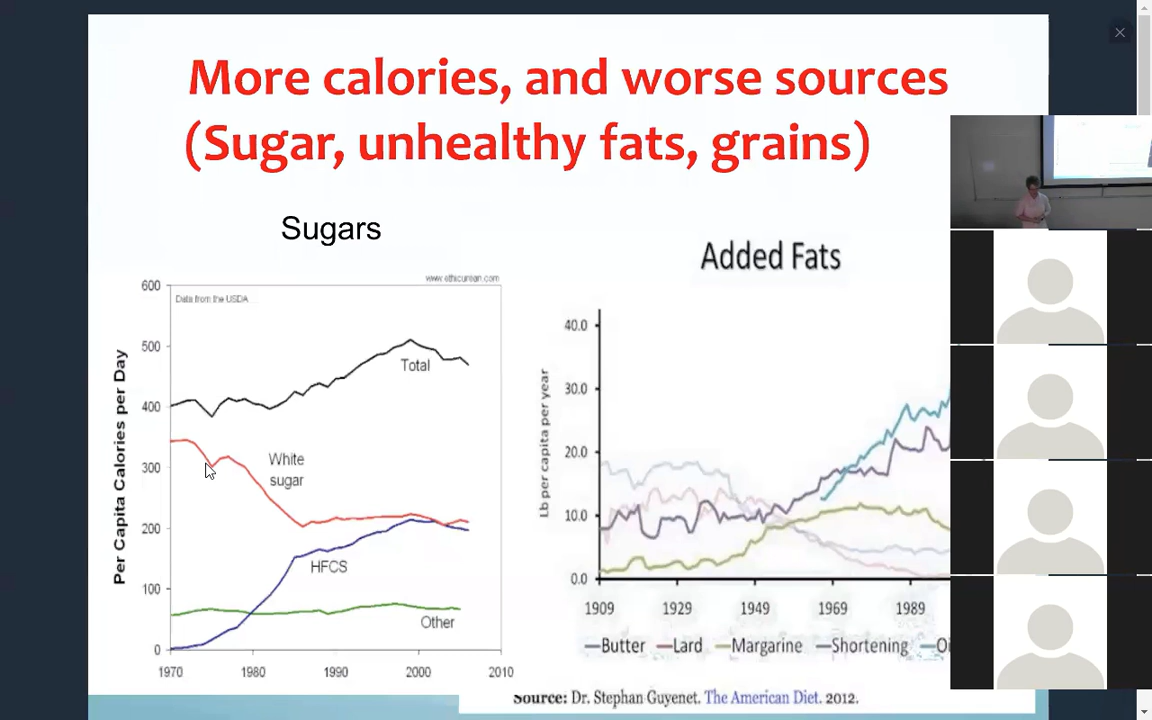 More calories, and worse sources
(Sugar, unhealthy fats, grains)
Sugars
www.ethicurean.com
Data from the USDA
Per Capita Calories per Day
600
500
400
300
200
100
0
Total
White
sugar
HFCS
Other
1970 1980 1990 2000 2010
Added Fats
Lb per capita per year
40.0
30.0
20.0
10.0
0.0
1909 1929 1949 1969 1989
Butter Lard Margarine Shortening
Source: Dr. Stephan Guyenet. The American Diet. 2012.